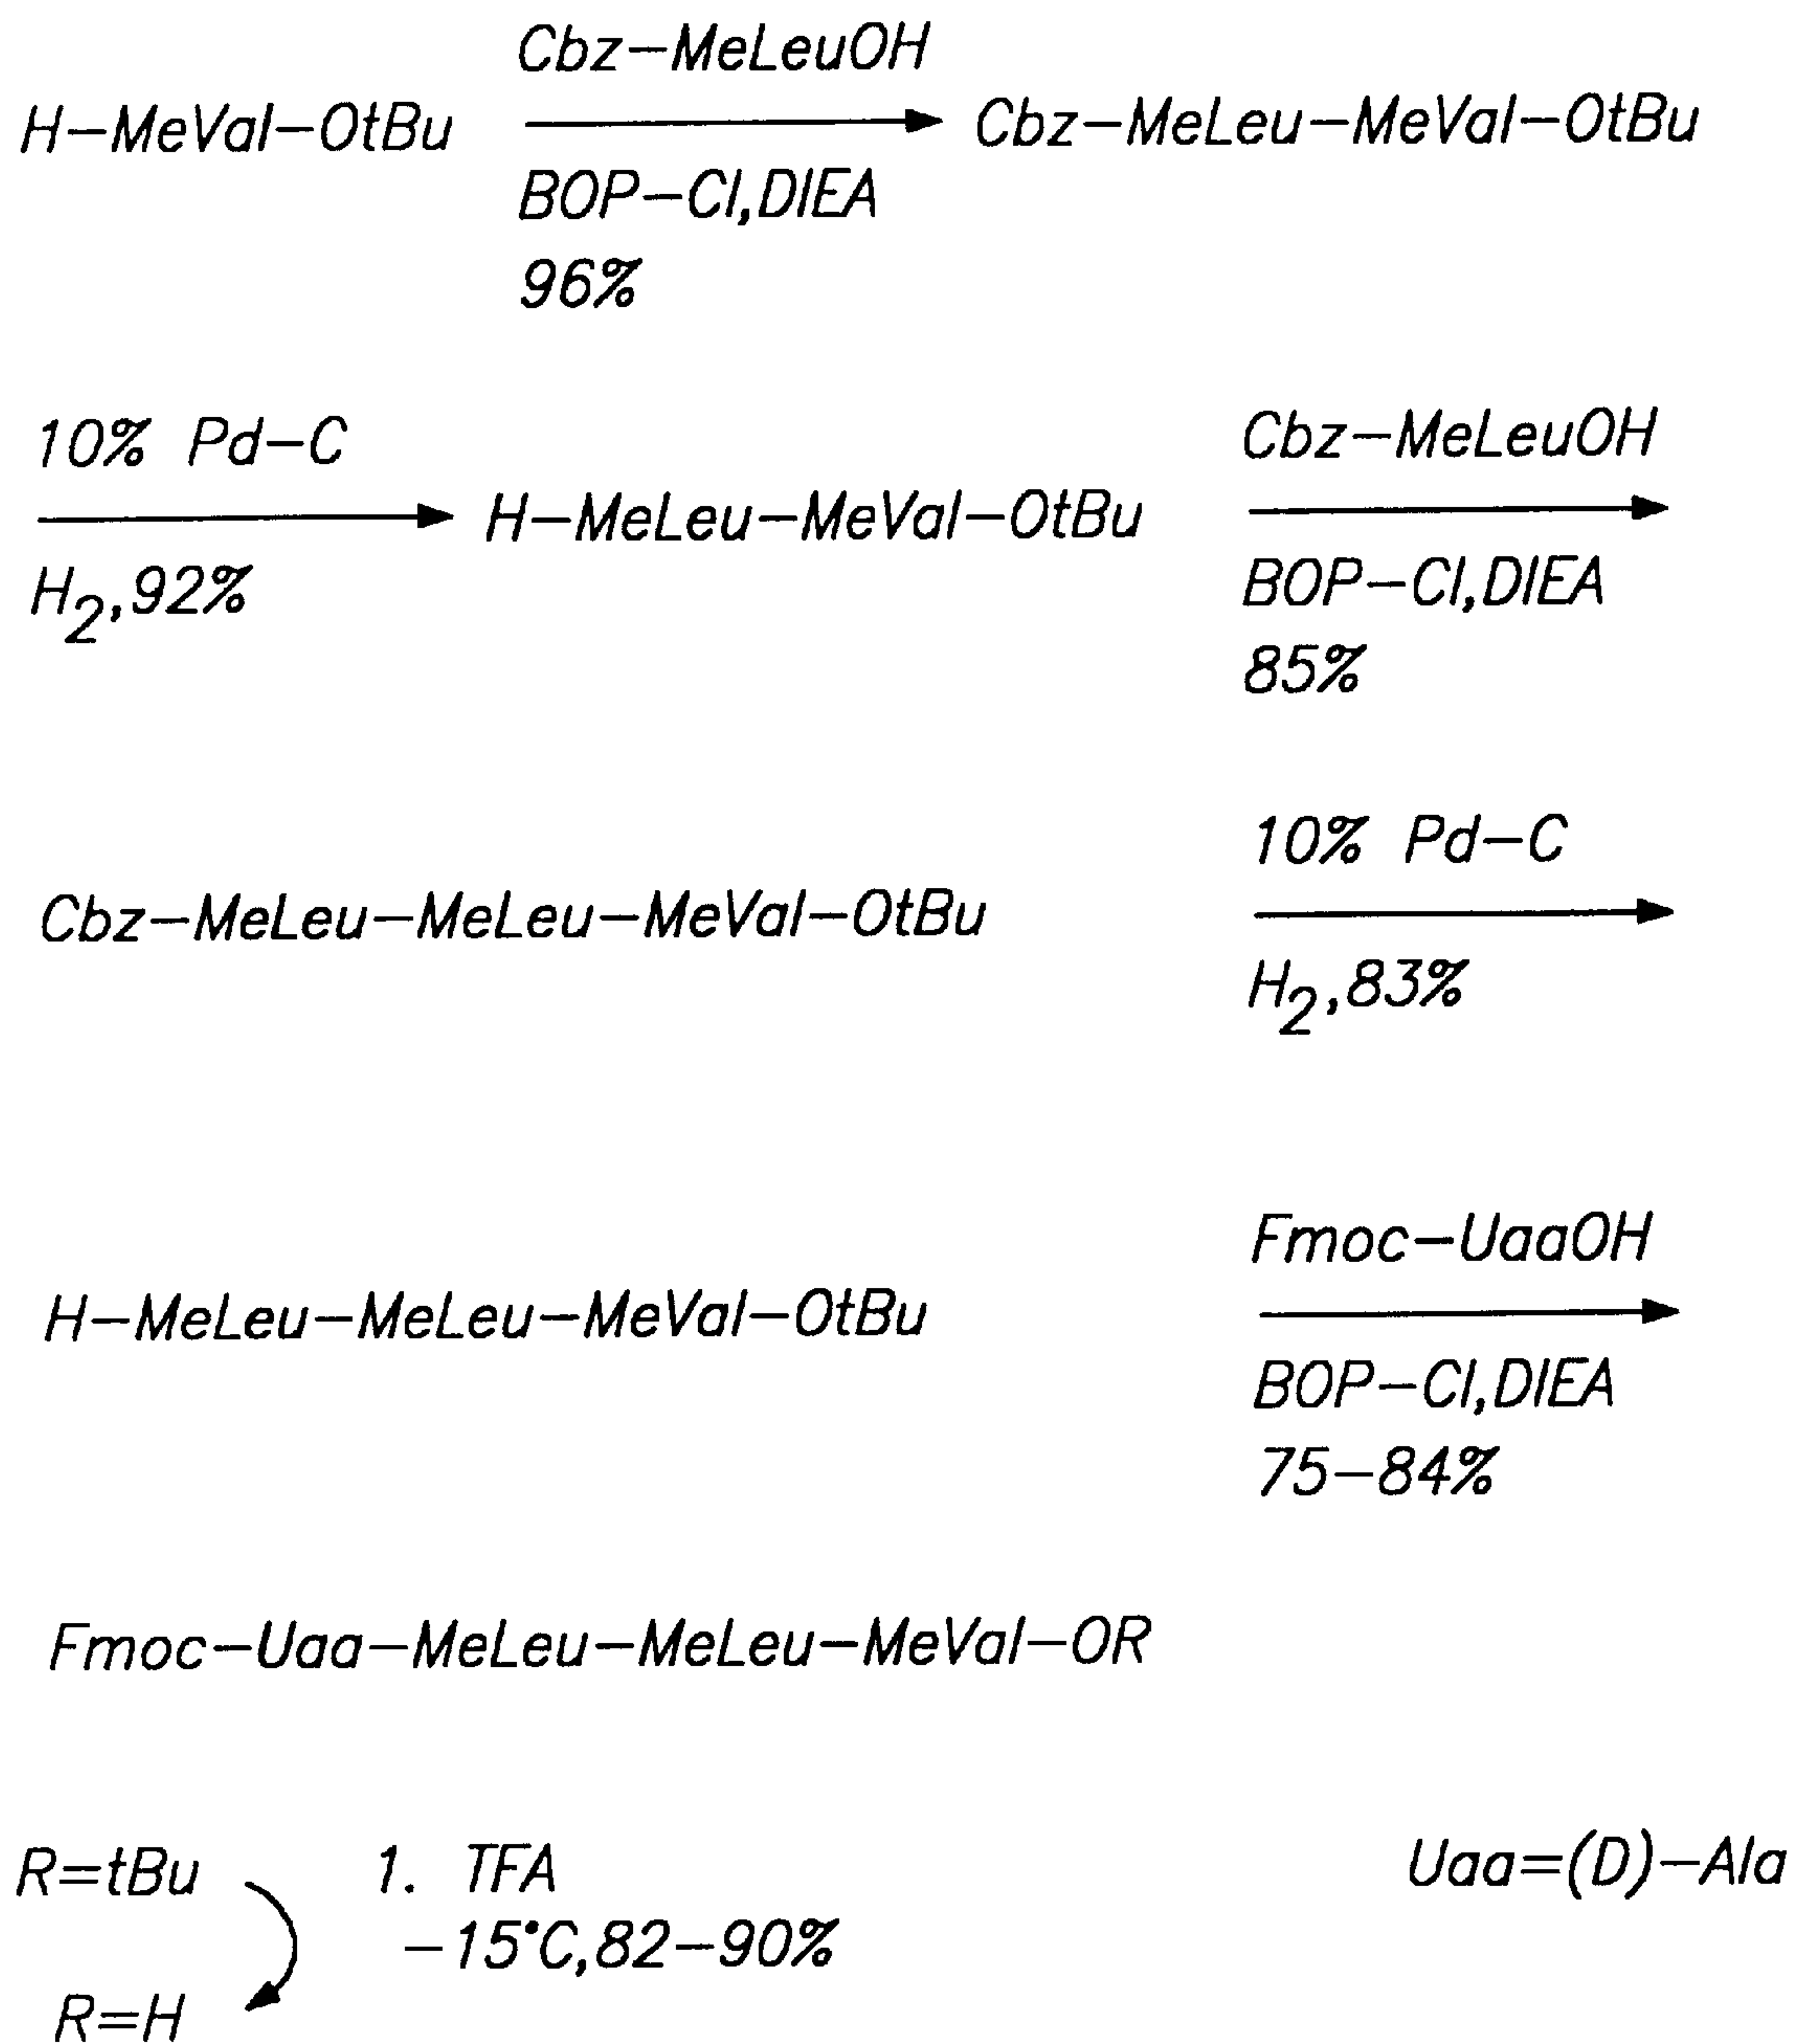 Cbz-MeLeuOH
H-MeVal-OtBu
Cbz-MeLeu-MeVal-OtBu
BOP-Cl,DIEA
96%
10% Pd-C
H2,92%
H-MeLeu-MeVal-OtBu
Cbz-MeLeuOH
BOP-Cl,DIEA
85%
Cbz-MeLeu-MeLeu-MeVal-OtBu
10% Pd-C
H2,83%
H-MeLeu-MeLeu-MeVal-OtBu
Fmoc-UaaOH
BOP-Cl,DIEA
75-84%
Fmoc-Uaa-MeLeu-MeLeu-MeVal-OR
R=tBu
1. TFA
-15°C,82-90%
R=H
Uaa=(D)-Ala